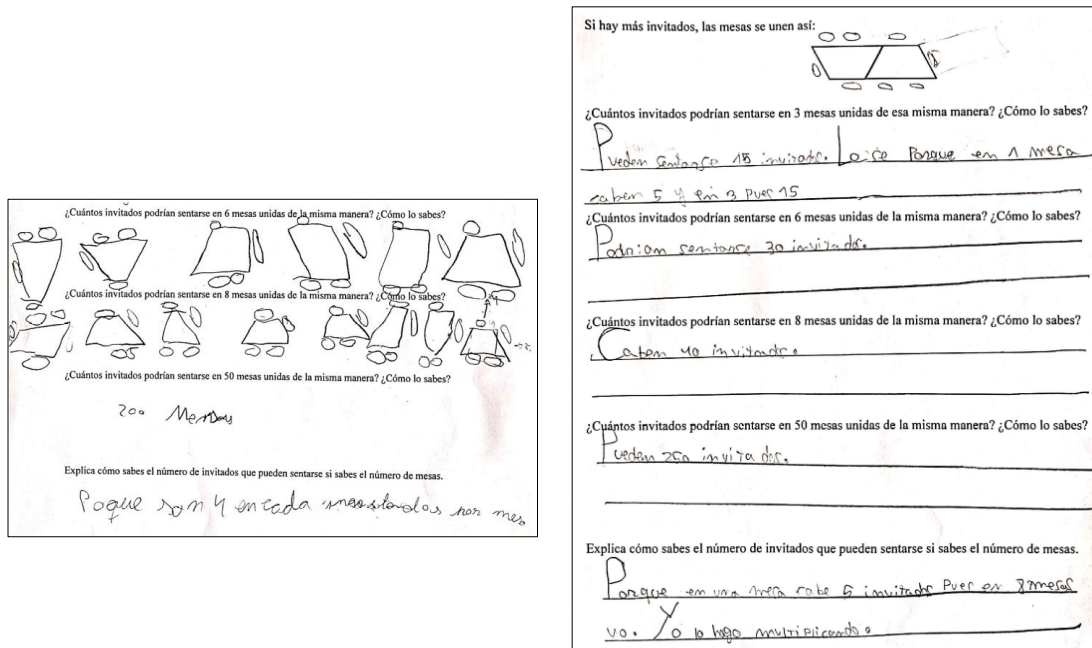 ¿Cuántos invitados podrían sentarse en 6 mesas unidas de la misma manera? ¿Cómo lo sabes?
¿Cuántos invitados podrían sentarse en 8 mesas unidas de la misma manera? ¿Cómo lo sabes?
¿Cuántos invitados podrían sentarse en 50 mesas unidas de la misma manera? ¿Cómo lo sabes?
200
Explica cómo sabes el número de invitados que pueden sentarse si sabes el número de mesas.
Poque son 4 en cada
Si hay más invitados, las mesas se unen así:
¿Cuántos invitados podrían sentarse en 3 mesas unidas de esa misma manera? ¿Cómo lo sabes?
Pueden 15 invitados. Porque en 1 mesa
caben 5 y en 3 pues 15
¿Cuántos invitados podrían sentarse en 6 mesas unidas de la misma manera? ¿Cómo lo sabes?
Podrian sentarse 30 invitados.
¿Cuántos invitados podrían sentarse en 8 mesas unidas de la misma manera? ¿Cómo lo sabes?
Caben 40
¿Cuántos invitados podrían sentarse en 50 mesas unidas de la misma manera? ¿Cómo lo sabes?
Pueden 250 invitados.
Explica cómo sabes el número de invitados que pueden sentarse si sabes el número de mesas.
Porque en una mesa cabe 5 pues en 8 mesas
40. Yo lo hago multiplicando.